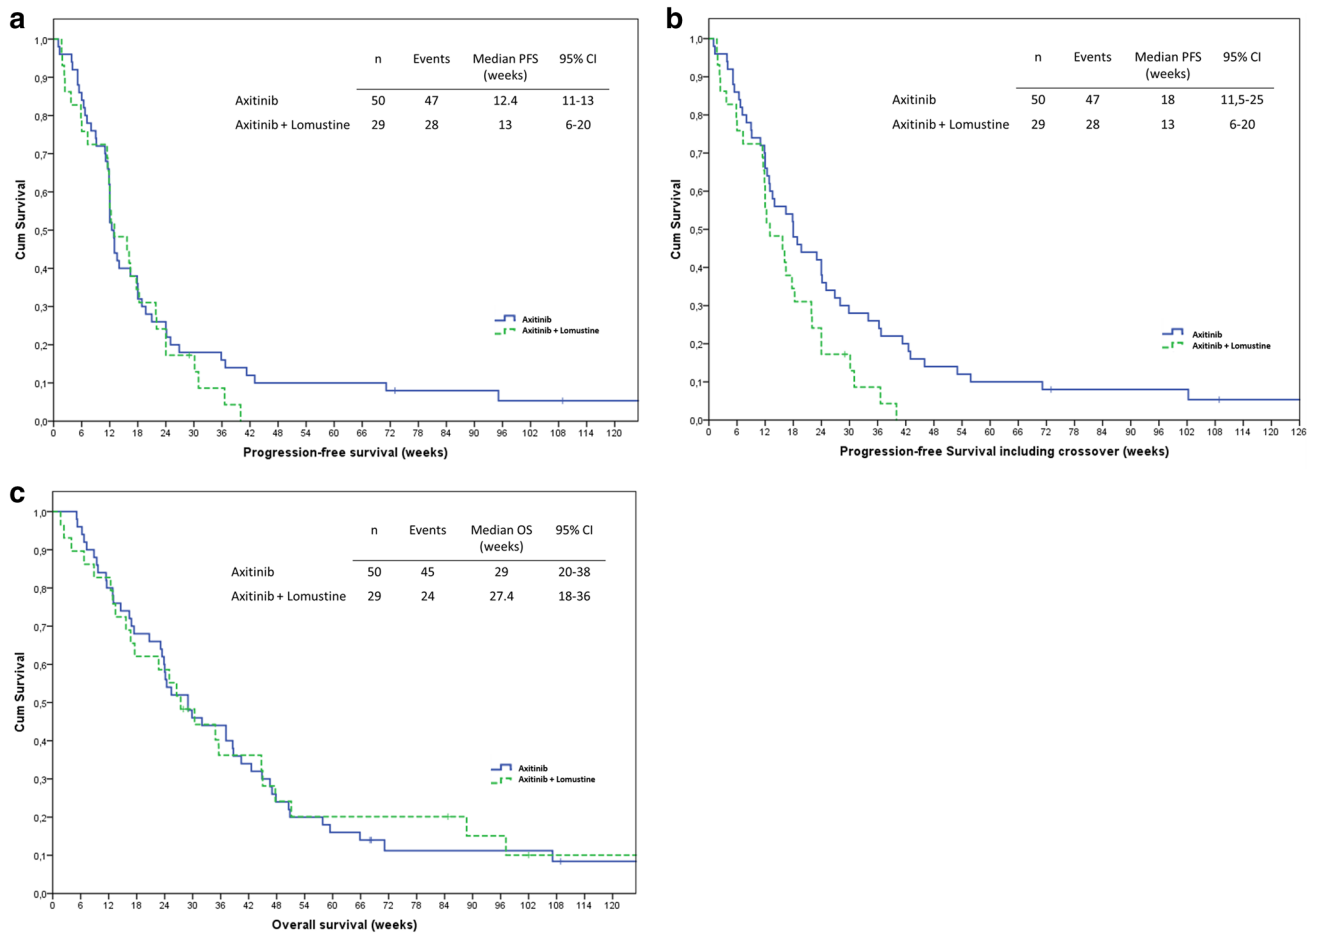 a
n Events Median PFS 95% CI
(weeks)
Axitinib 50 47 12.4 11-13
Axitinib + Lomustine 29 28 13 6-20
Cum Survival
1,0
0,9
0,8
0,7
0,6
0,5
0,4
0,3
0,2
0,1
0,0
Axitinib
Axitinib + Lomustine
0 6 12 18 24 30 36 42 48 54 60 66 72 78 84 90 96 102 108 114 120
Progression-free survival (weeks)
b
n Events Median PFS 95% CI
(weeks)
Axitinib 50 47 18 11,5-25
Axitinib + Lomustine 29 28 13 6-20
Cum Survival
1,0
0,9
0,8
0,7
0,6
0,5
0,4
0,3
0,2
0,1
0,0
Axitinib
Axitinib + Lomustine
0 6 12 18 24 30 36 42 48 54 60 66 72 78 84 90 96 102 108 114 120 126
Progression-free Survival including crossover (weeks)
c
n Events Median OS 95% CI
(weeks)
Axitinib 50 45 29 20-38
Axitinib + Lomustine 29 24 27.4 18-36
Cum Survival
1,0
0,9
0,8
0,7
0,6
0,5
0,4
0,3
0,2
0,1
0,0
Axitinib
Axitinib + Lomustine
0 6 12 18 24 30 36 42 48 54 60 66 72 78 84 90 96 102 108 114 120
Overall survival (weeks)